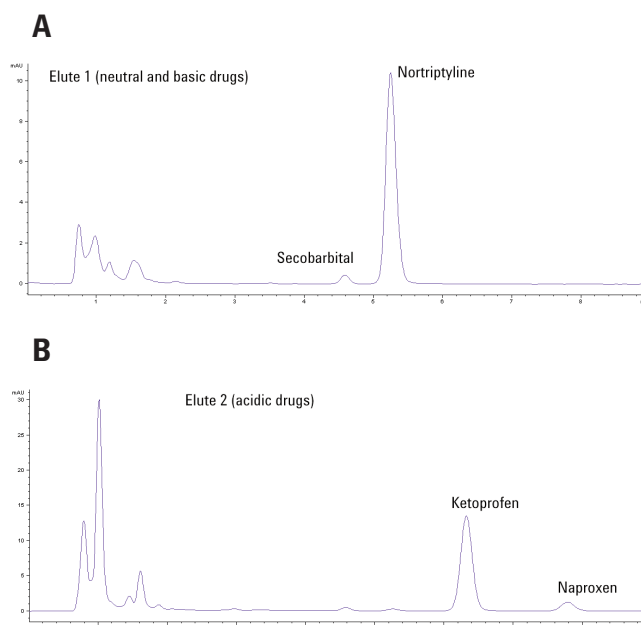 A
mAU
Elute 1 (neutral and basic drugs)
Nortriptyline
10
8
6
4
Secobarbital
2
0
1 2 3 4 5 6 7 8
B
mAU
Elute 2 (acidic drugs)
30
25
20
15
Ketoprofen
10
5
Naproxen
0